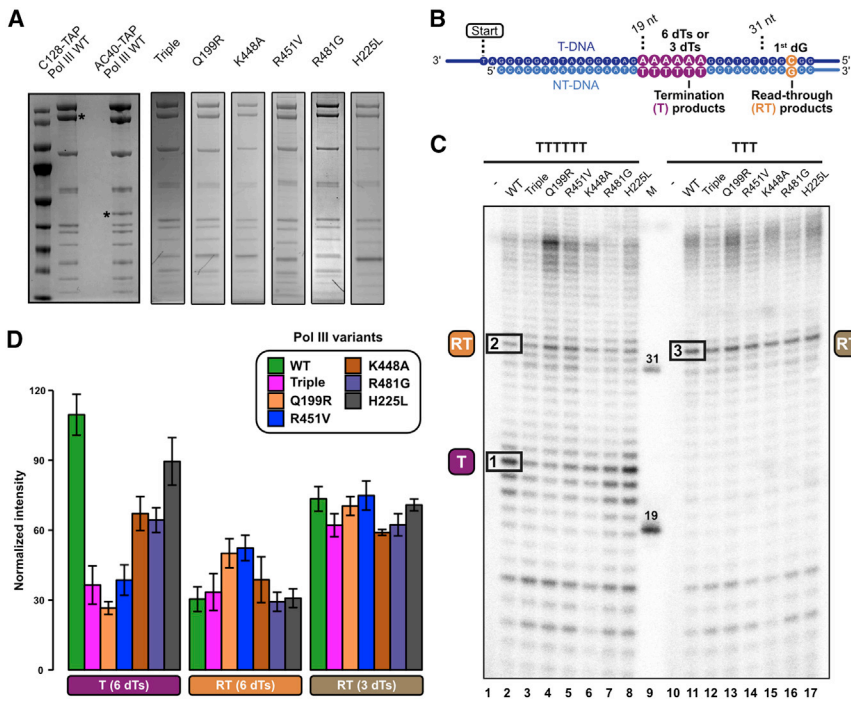 A
C128-TAP
Pol III WT
AC40-TAP
Pol III WT
Triple
Q199R
K448A
R451V
R481G
H225L
*
*
B
Start
19 nt
6 dTs or
3 dTs
31 nt
1st dG
T-DNA
3'
5'
5'
3'
NT-DNA
AAAAAA
TTTTTT
C
G
Termination
(T) products
Read-through
(RT) products
C
TTTTTT
TTT
- WT Triple Q199R R451V K448A R481G H225L M - WT Triple Q199R R451V K448A R481G H225L
RT
2
3
RT
31
T
1
19
1 2 3 4 5 6 7 8 9 10 11 12 13 14 15 16 17
D
Pol III variants
WT
Triple
Q199R
R451V
K448A
R481G
H225L
Normalized intensity
120
90
60
30
0
T (6 dTs)
RT (6 dTs)
RT (3 dTs)